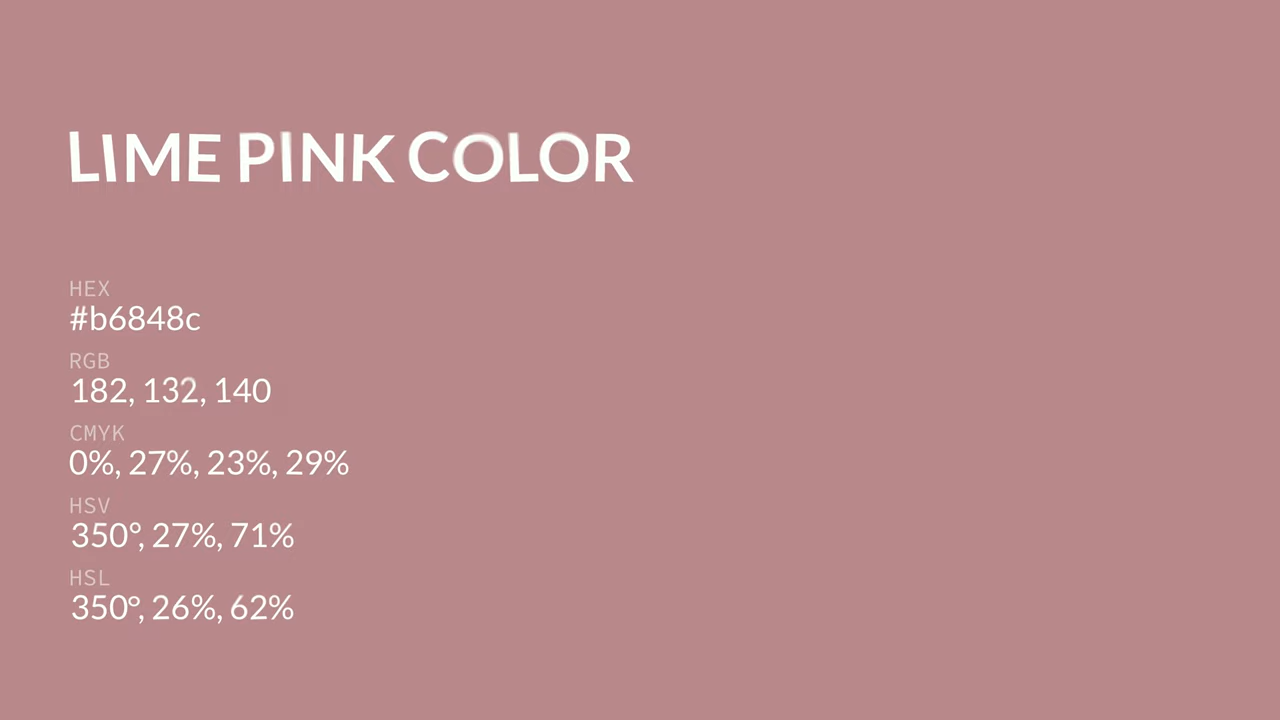 LIME PINK COLOR
HEX
#b6848c
RGB
182, 132, 140
CMYK
0%, 27%, 23%, 29%
HSV
350°, 27%, 71%
HSL
350°, 26%, 62%